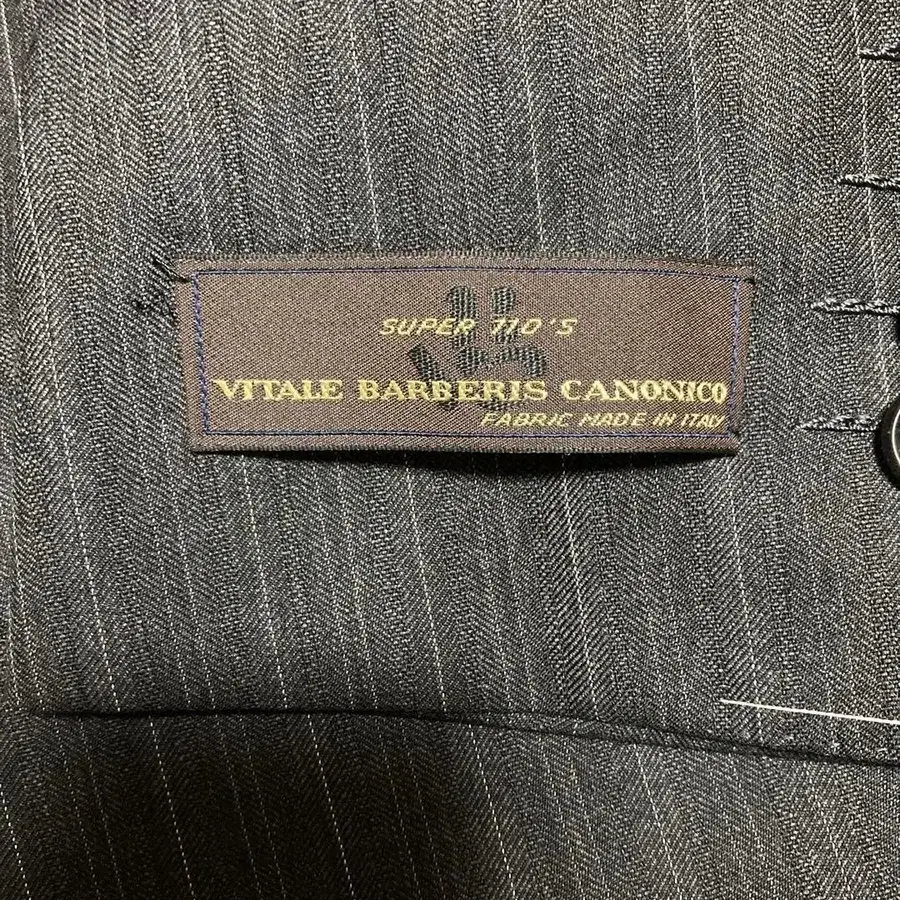 SUPER 110'S
VITALE BARBERIS CANONICO
FABRIC MADE IN ITALY